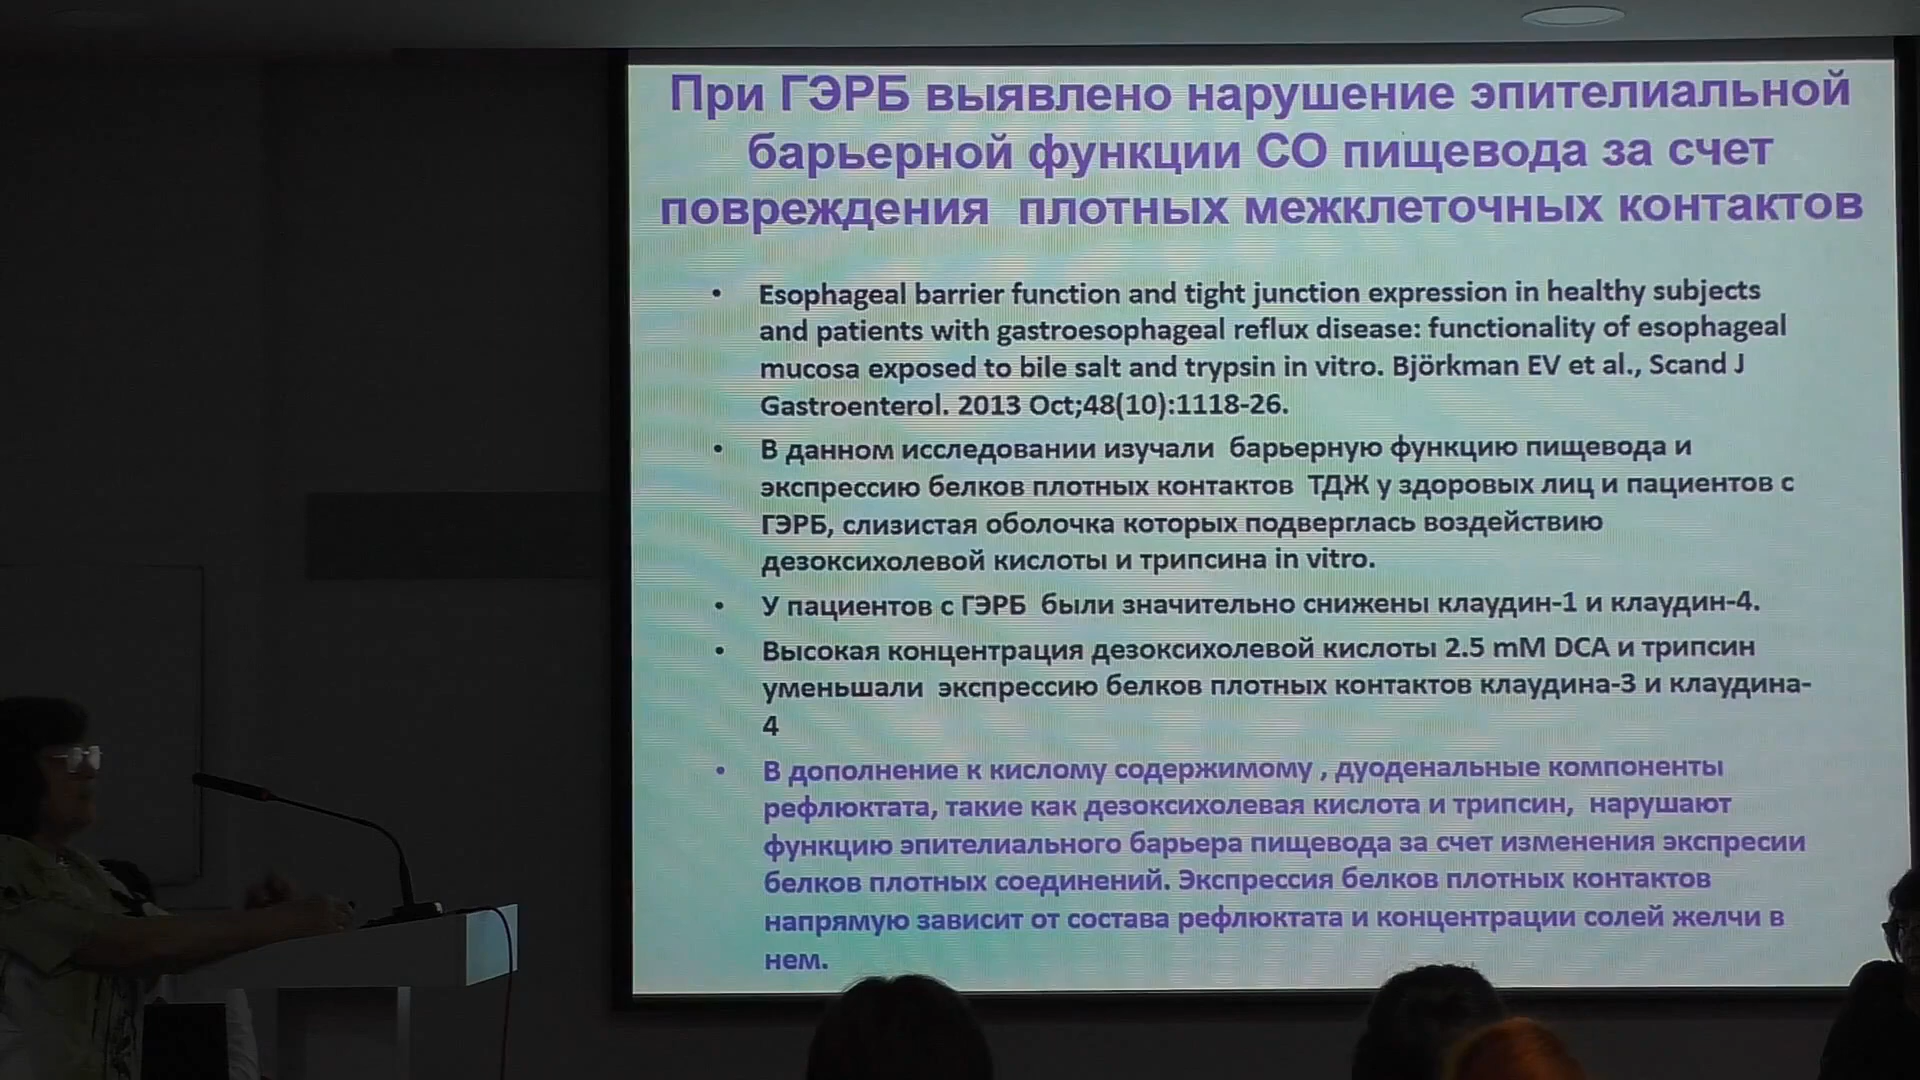 При ГЭРБ выявлено нарушение эпителиальной
барьерной функции СО пищевода за счет
повреждения плотных межклеточных контактов
• Esophageal barrier function and tight junction expression in healthy subjects
and patients with gastroesophageal reflux disease: functionality of esophageal
mucosa exposed to bile salt and trypsin in vitro. Björkman EV et al., Scand J
Gastroenterol. 2013 Oct;48(10):1118-26.
• В данном исследовании изучали барьерную функцию пищевода и
экспрессию белков плотных контактов ТДЖ у здоровых лиц и пациентов с
ГЭРБ, слизистая оболочка которых подверглась воздействию
дезоксихолевой кислоты и трипсина in vitro.
• У пациентов с ГЭРБ были значительно снижены клаудин-1 и клаудин-4.
• Высокая концентрация дезоксихолевой кислоты 2.5 mM DCA и трипсин
уменьшали экспрессию белков плотных контактов клаудина-3 и клаудина-
4
• В дополнение к кислому содержимому , дуоденальные компоненты
рефлюктата, такие как дезоксихолевая кислота и трипсин, нарушают
функцию эпителиального барьера пищевода за счет изменения экспресии
белков плотных соединений. Экспрессия белков плотных контактов
напрямую зависит от состава рефлюктата и концентрации солей желчи в
нем.